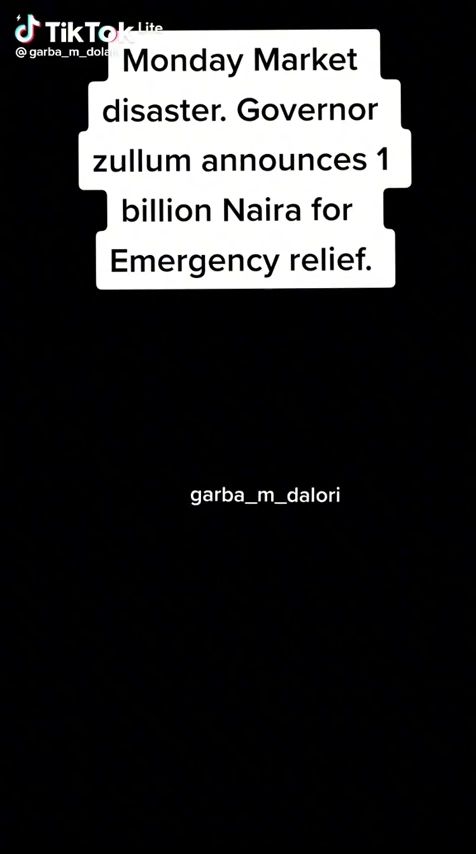 TikTok Lite
@garba_m_dalori
Monday Market
disaster. Governor
zullum announces 1
billion Naira for
Emergency relief.
garba_m_dalori